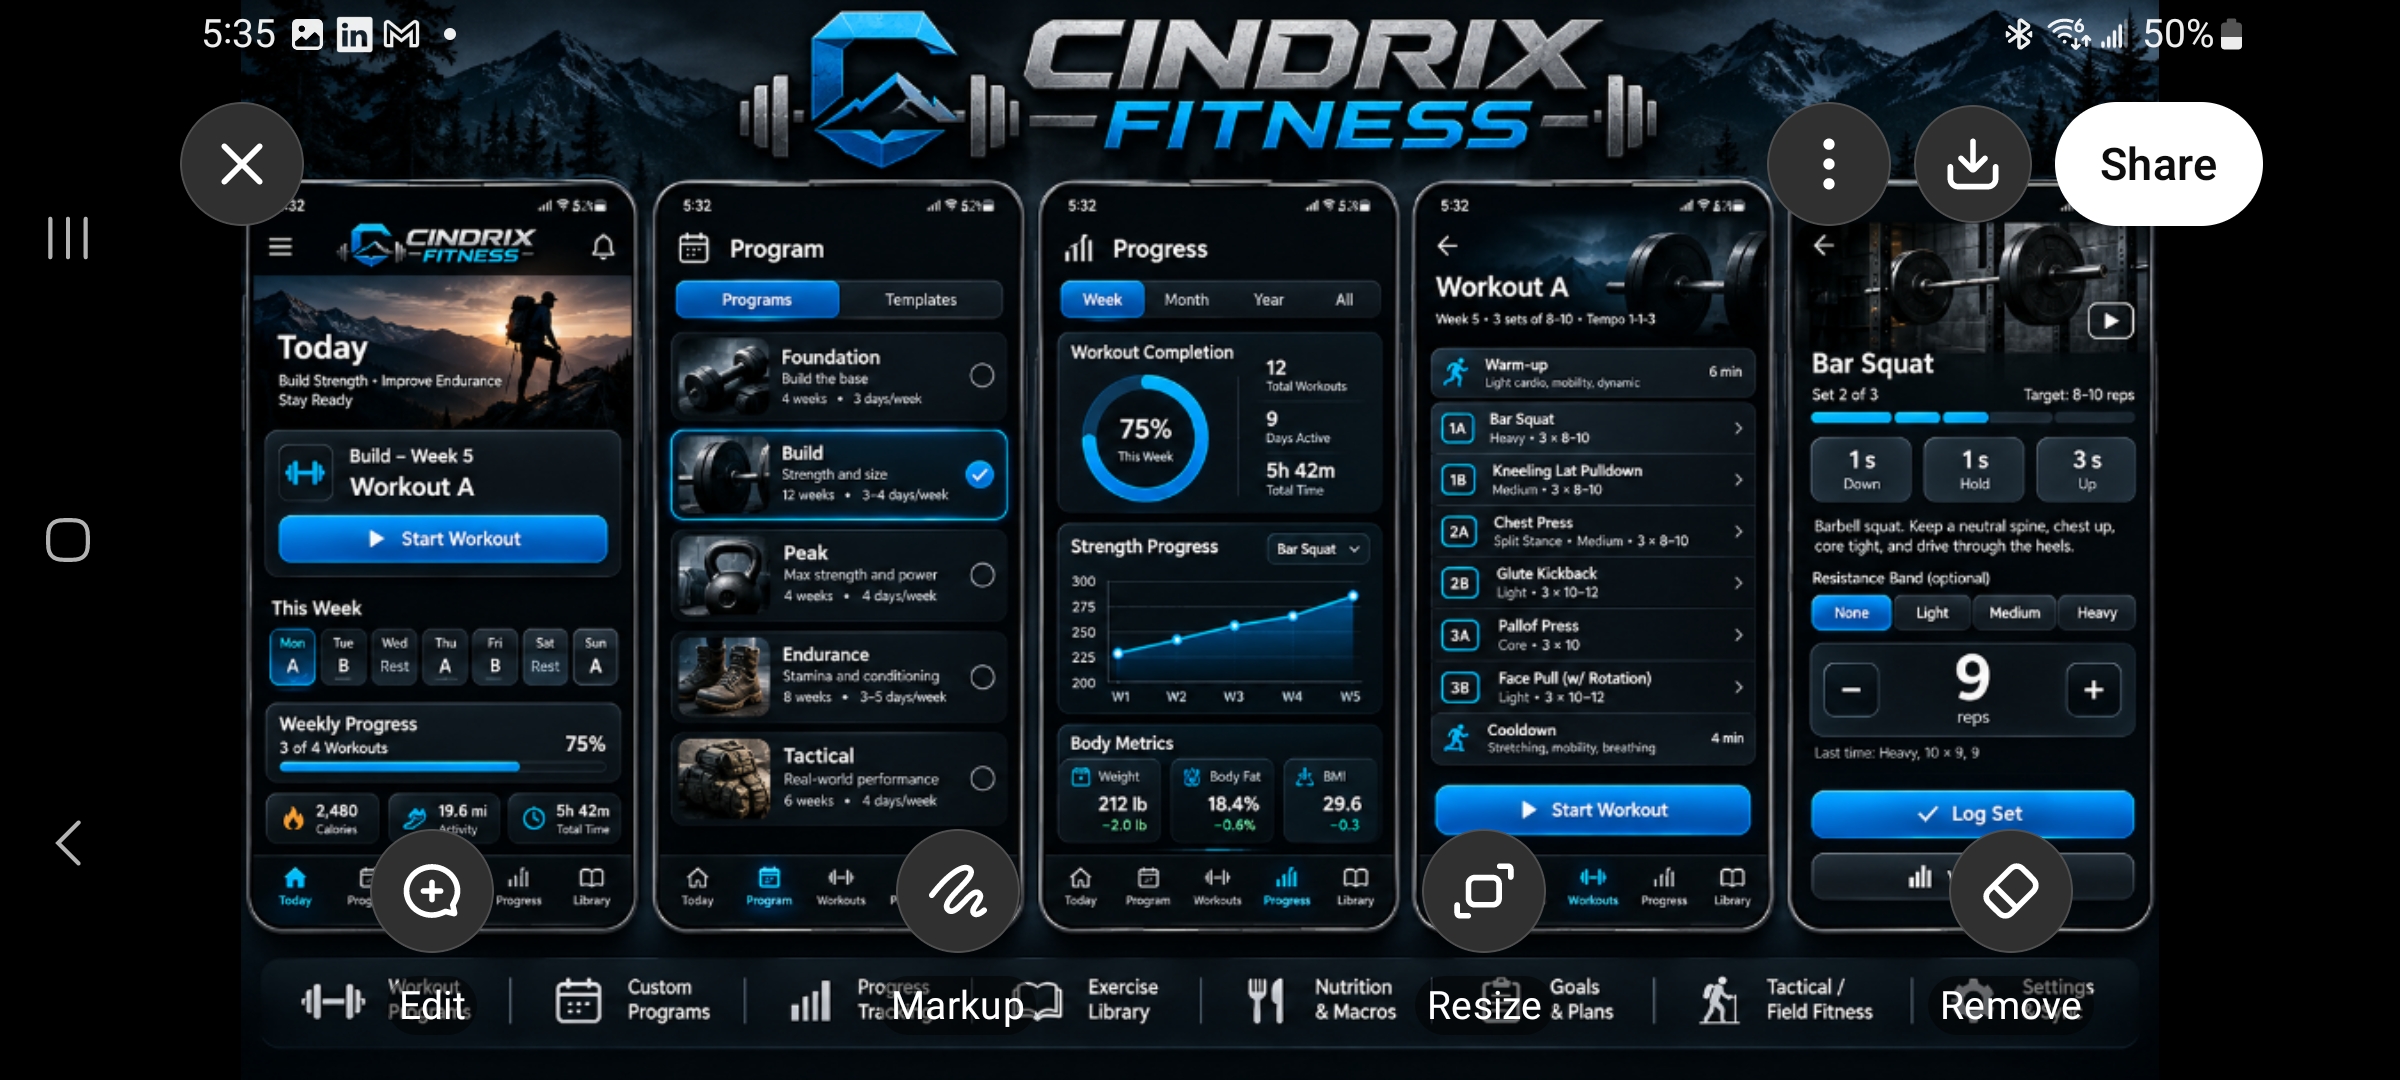 5:35
50%
CINDRIX
FITNESS
Share
:32
CINDRIX
FITNESS
Today
Build Strength • Improve Endurance
Stay Ready
Build – Week 5
Workout A
Start Workout
This Week
Mon Tue Wed Thu Fri Sat Sun
A B Rest A B Rest A
Weekly Progress
3 of 4 Workouts 75%
2,480 19.6 mi 5h 42m
Calories Activity Total Time
Today Progress Library
5:32
Program
Programs Templates
Foundation
Build the base
4 weeks • 3 days/week
Build
Strength and size
12 weeks • 3-4 days/week
Peak
Max strength and power
4 weeks • 4 days/week
Endurance
Stamina and conditioning
8 weeks • 3-5 days/week
Tactical
Real-world performance
6 weeks • 4 days/week
Today Program Workouts
5:32
Progress
Week Month Year All
Workout Completion
75%
This Week
12
Total Workouts
9
Days Active
5h 42m
Total Time
Strength Progress Bar Squat
300
275
250
225
200
W1 W2 W3 W4 W5
Body Metrics
Weight Body Fat BMI
212 lb 18.4% 29.6
-2.0 lb -0.6% -0.3
Today Program Workouts Progress Library
5:32
Workout A
Week 5 • 3 sets of 8-10 • Tempo 1-1-3
Warm-up 6 min
Light cardio, mobility, dynamic
1A Bar Squat
Heavy • 3 × 8-10
1B Kneeling Lat Pulldown
Medium • 3 × 8-10
2A Chest Press
Split Stance • Medium • 3 × 8-10
2B Glute Kickback
Light • 3 × 10-12
3A Pallof Press
Core • 3 × 10
3B Face Pull (w/ Rotation)
Light • 3 × 10-12
Cooldown 4 min
Stretching, mobility, breathing
Start Workout
Workouts Progress Library
Bar Squat
Set 2 of 3 Target: 8-10 reps
1 s 1 s 3 s
Down Hold Up
Barbell squat. Keep a neutral spine, chest up,
core tight, and drive through the heels.
Resistance Band (optional)
None Light Medium Heavy
9
reps
Last time: Heavy, 10 × 9, 9
Log Set
Workout Programs
Custom Programs
Progress Tracking
Exercise Library
Nutrition & Macros
Goals & Plans
Tactical / Field Fitness
Settings
Edit Markup Resize Remove